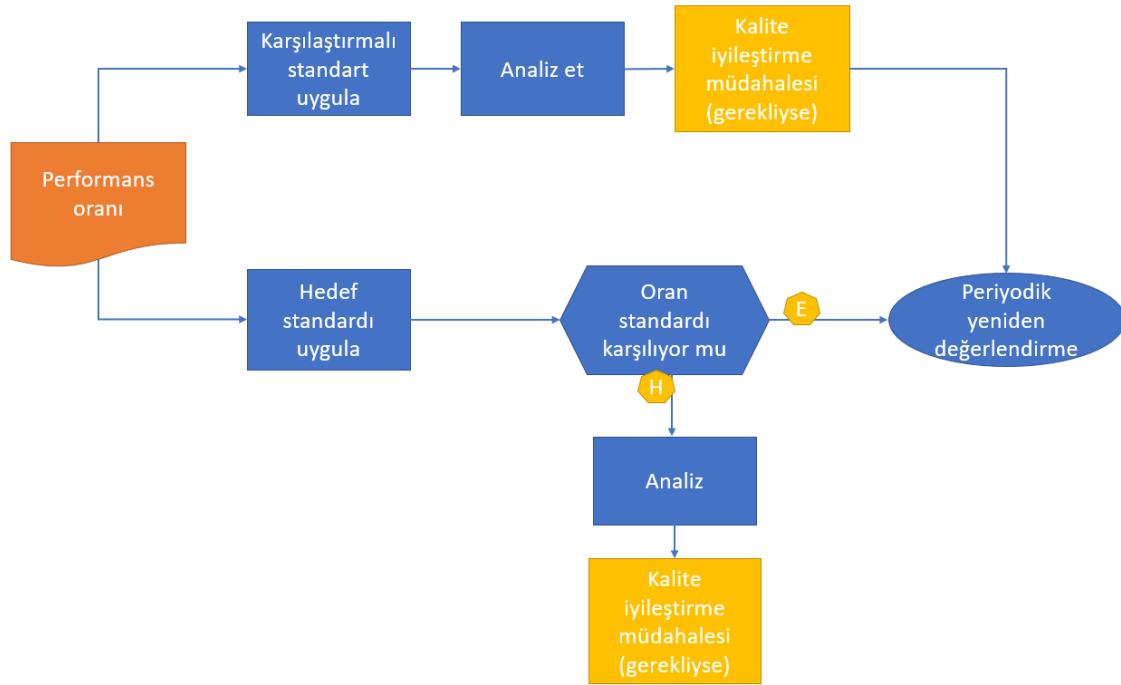 Karşılaştırmalı
standart
uygula
Analiz et
Kalite
iyileştirme
müdahalesi
(gerekliyse)
Performans
oranı
Hedef
standardı
uygula
Oran
standardı
karşılıyor mu
E
Periyodik
yeniden
değerlendirme
H
Analiz
Kalite
iyileştirme
müdahalesi
(gerekliyse)